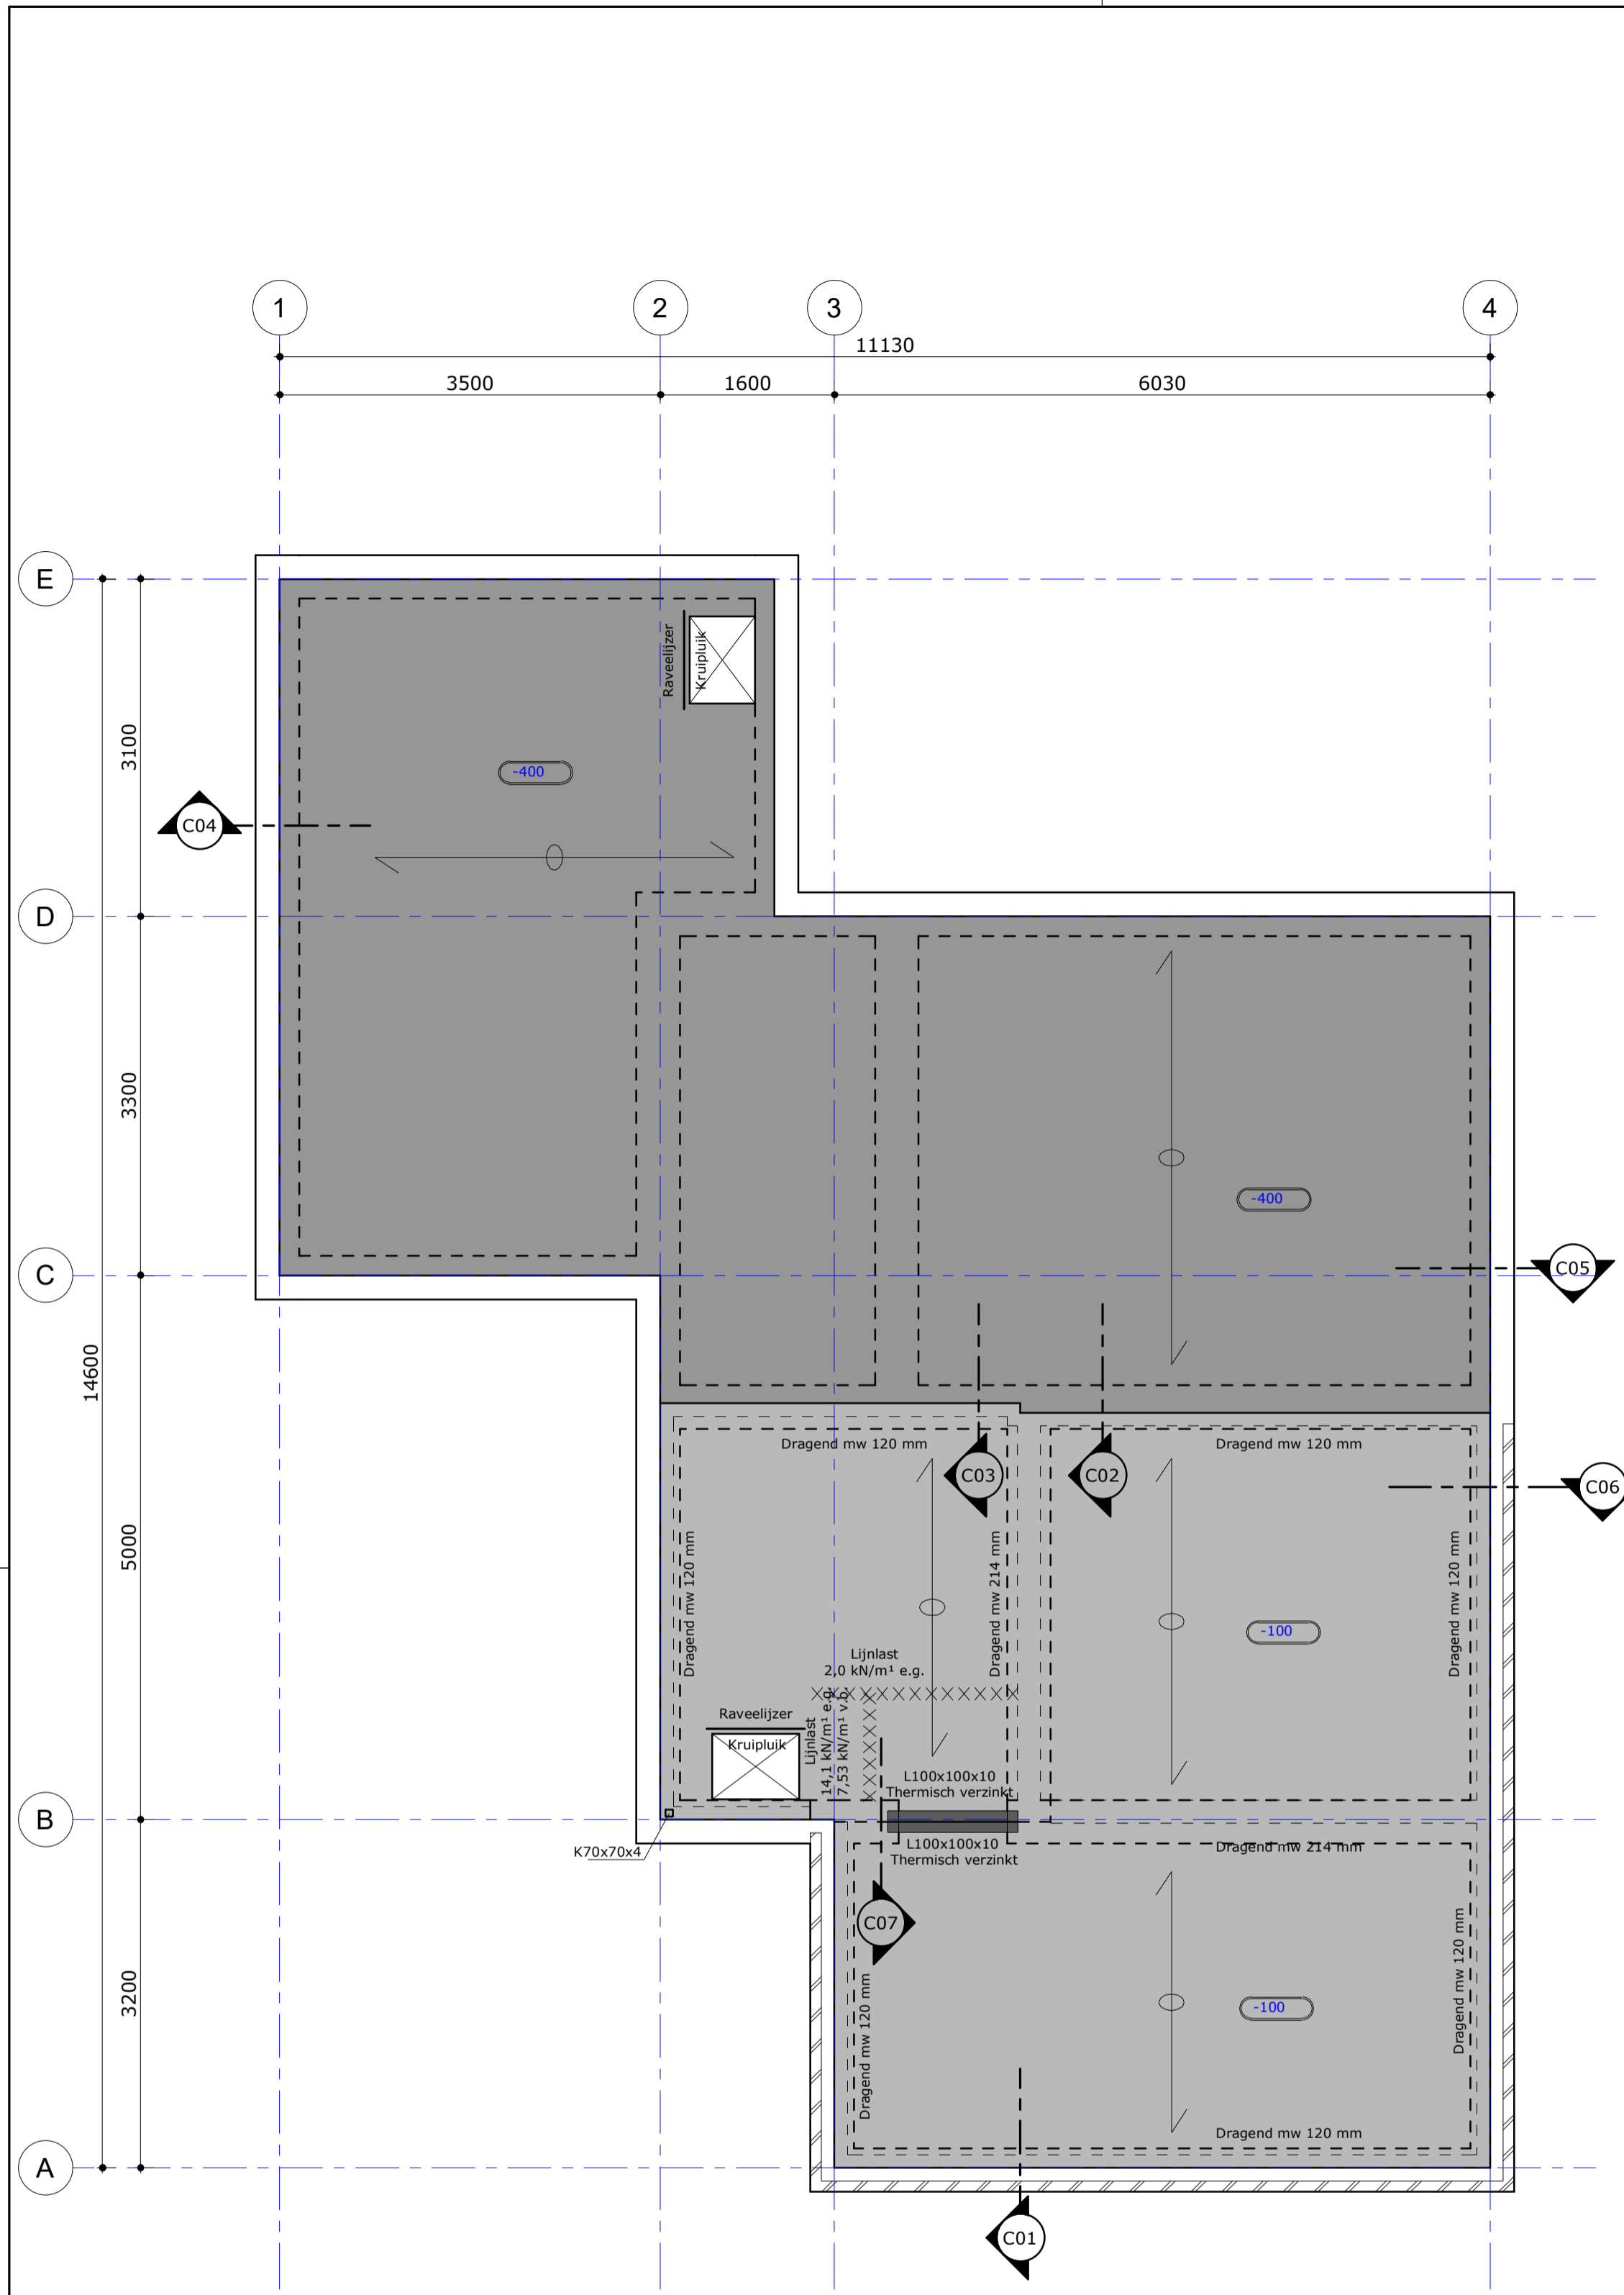 1
2
3
4
11130
3500
1600
6030
E
Raveelijzer
Kruipluik
3100
-400
C04
D
3300
-400
C
C05
14600
Dragend mw 120 mm
Dragend mw 120 mm
C03
C02
C06
5000
Dragend mw 120 mm
Dragend mw 214 mm
Dragend mw 120 mm
-100
Lijnlast
2,0 kN/m¹ e.g.
Raveelijzer
Kruipluik
Lijnlast
14,1 kN/m¹ e.g.
7,53 kN/m¹ v.b.
L100x100x10
Thermisch verzinkt
B
K70x70x4
L100x100x10
Thermisch verzinkt
Dragend mw 214 mm
C07
3200
Dragend mw 120 mm
Dragend mw 120 mm
-100
Dragend mw 120 mm
A
C01